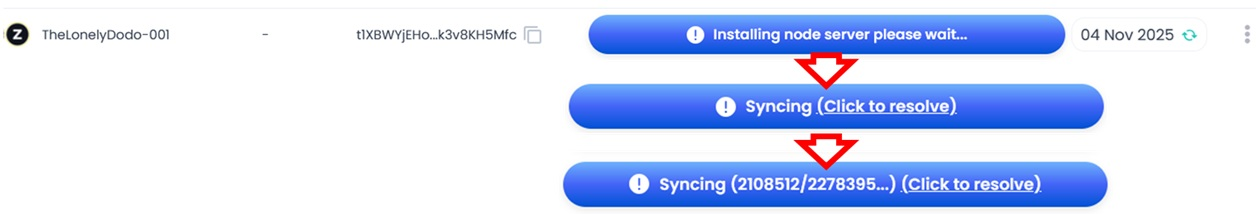 Z TheLonelyDodo-001 - t1XBWYjEHo...k3v8KH5Mfc ! Installing node server please wait... 04 Nov 2025
! Syncing (Click to resolve)
! Syncing (2108512/2278395...) (Click to resolve)